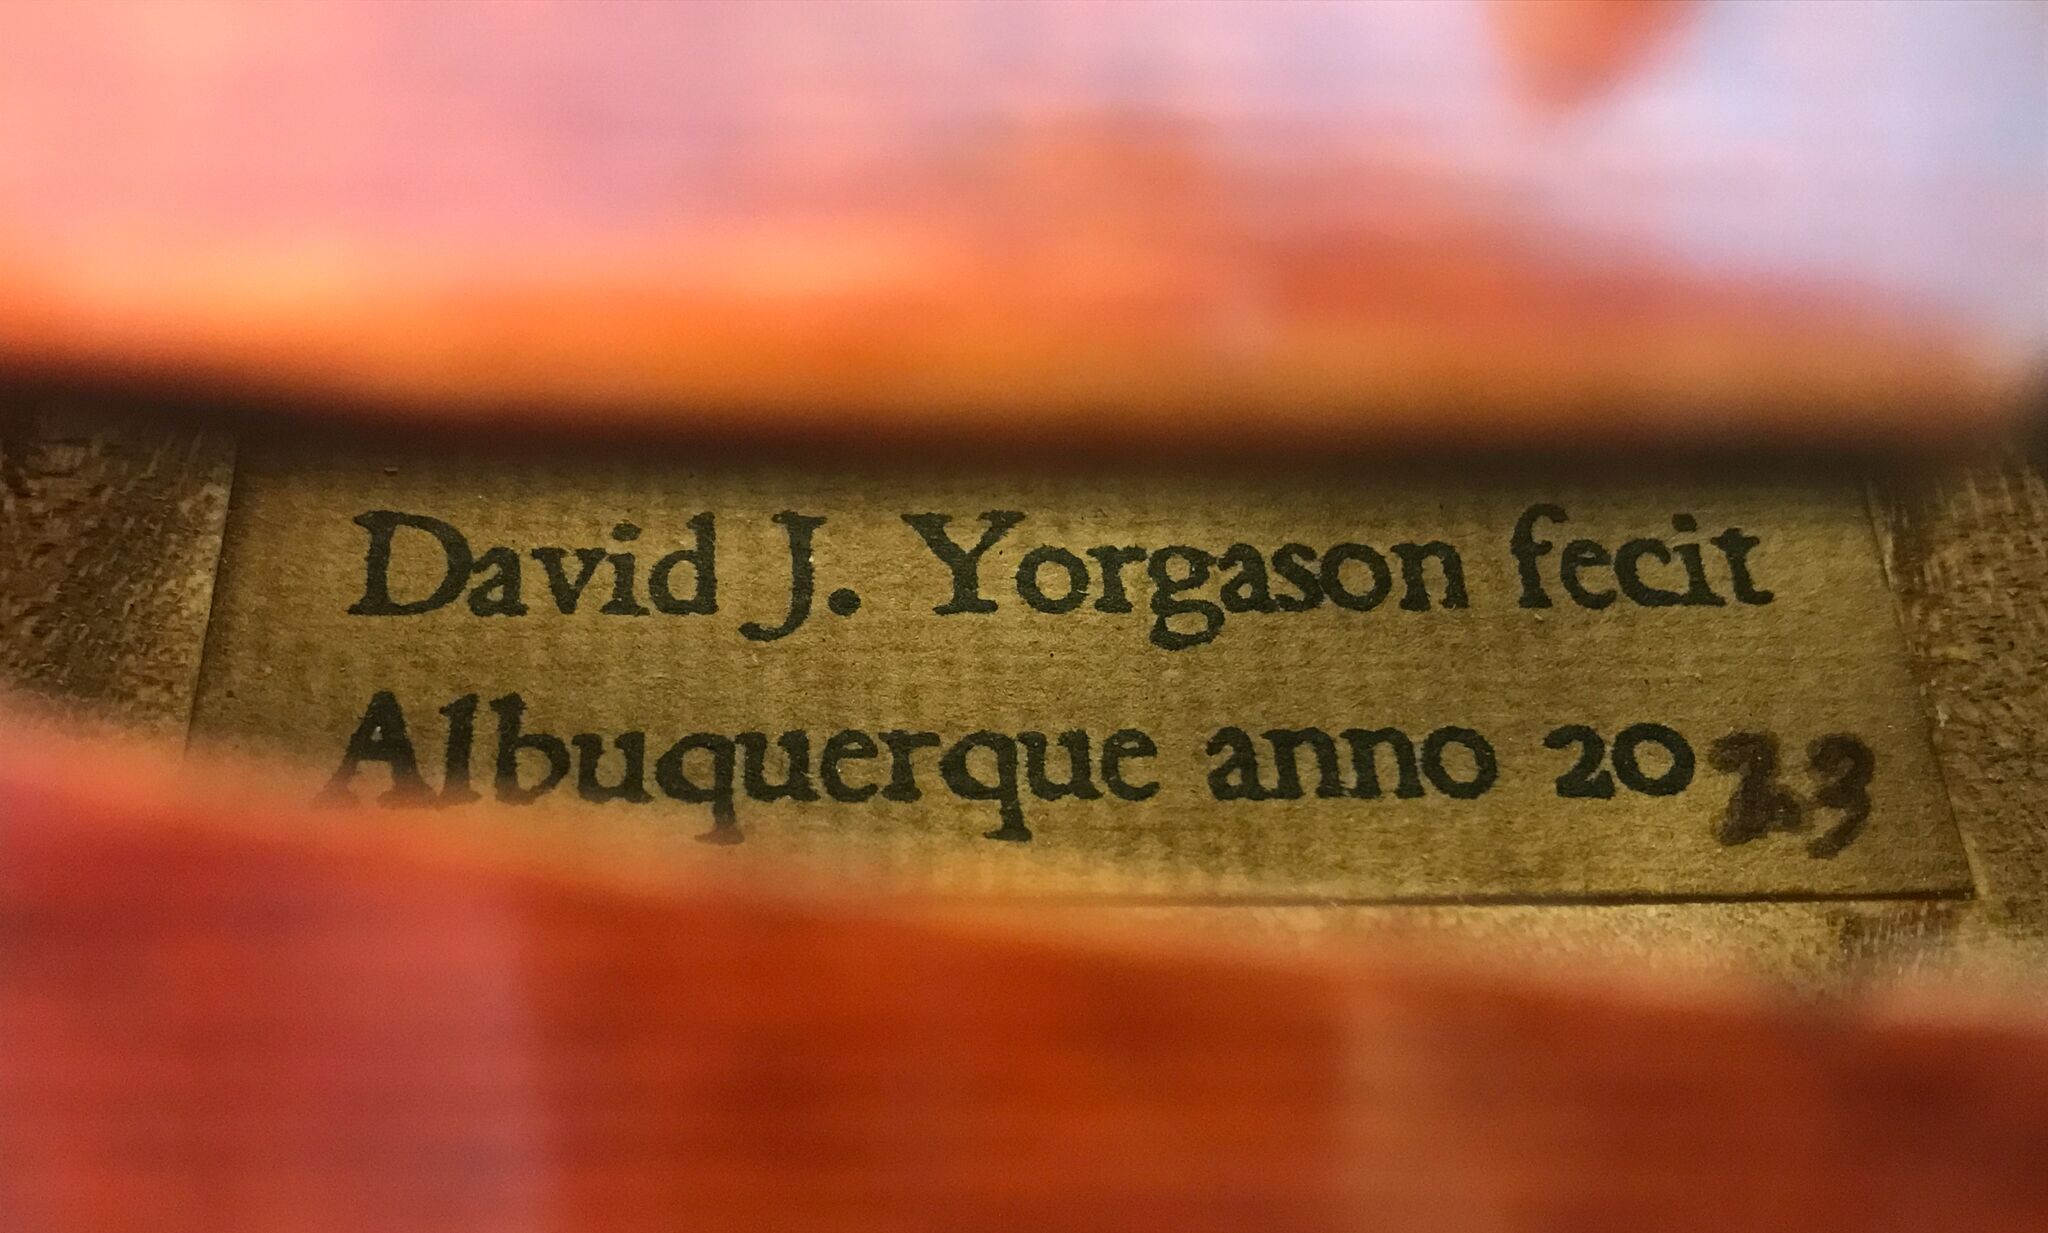 David J. Yorgason fecit
Albuquerque anno 2023